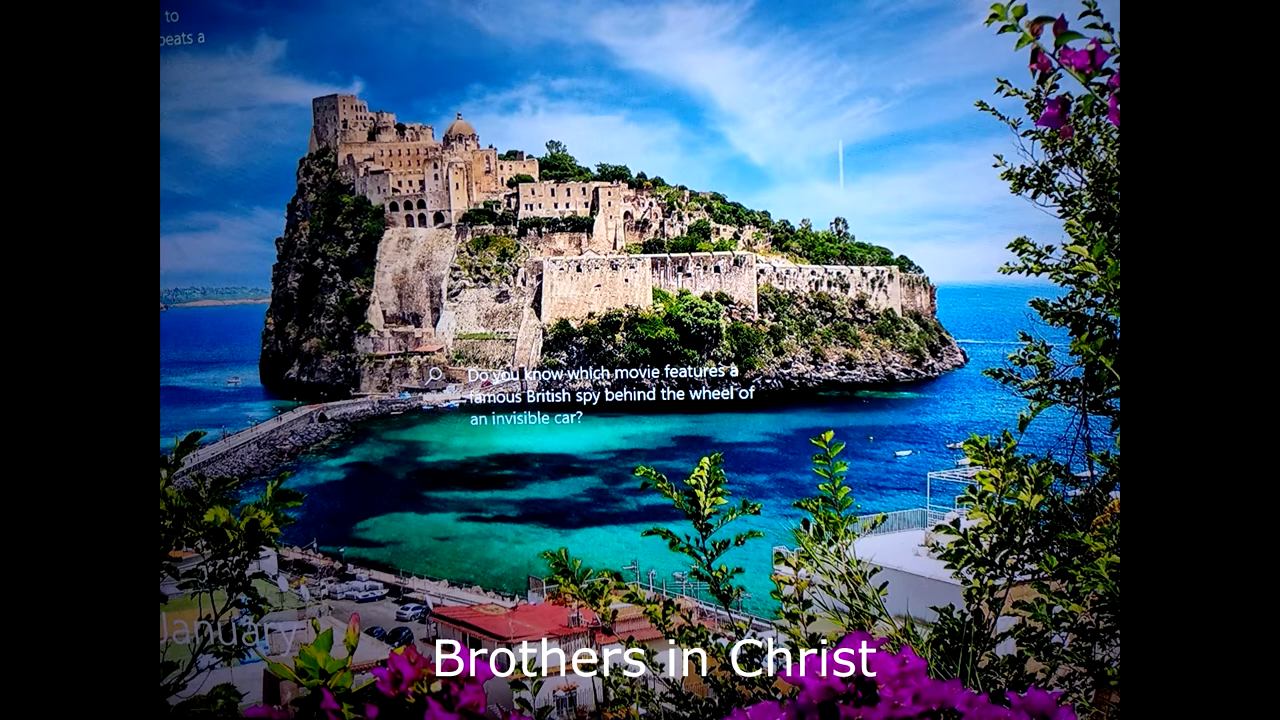 to
beats a
Do you know which movie features a
famous British spy behind the wheel of
an invisible car?
January
Brothers in Christ